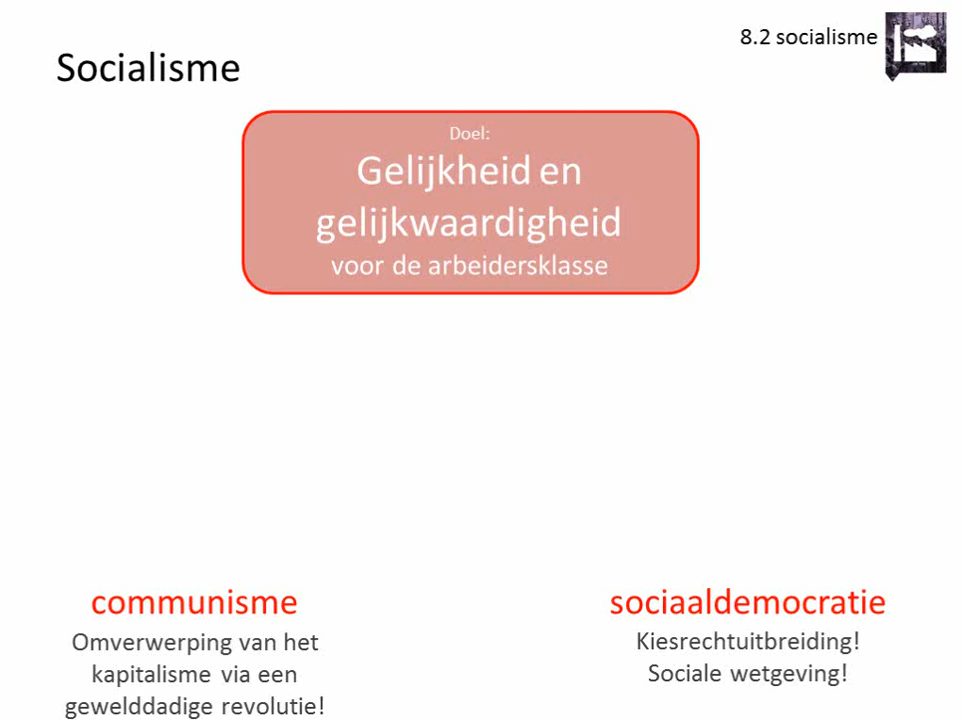 8.2 socialisme
Socialisme
Doel:
Gelijkheid en
gelijkwaardigheid
voor de arbeidersklasse
communisme
Omverwerping van het
kapitalisme via een
gewelddadige revolutie!
sociaaldemocratie
Kiesrechtuitbreiding!
Sociale wetgeving!